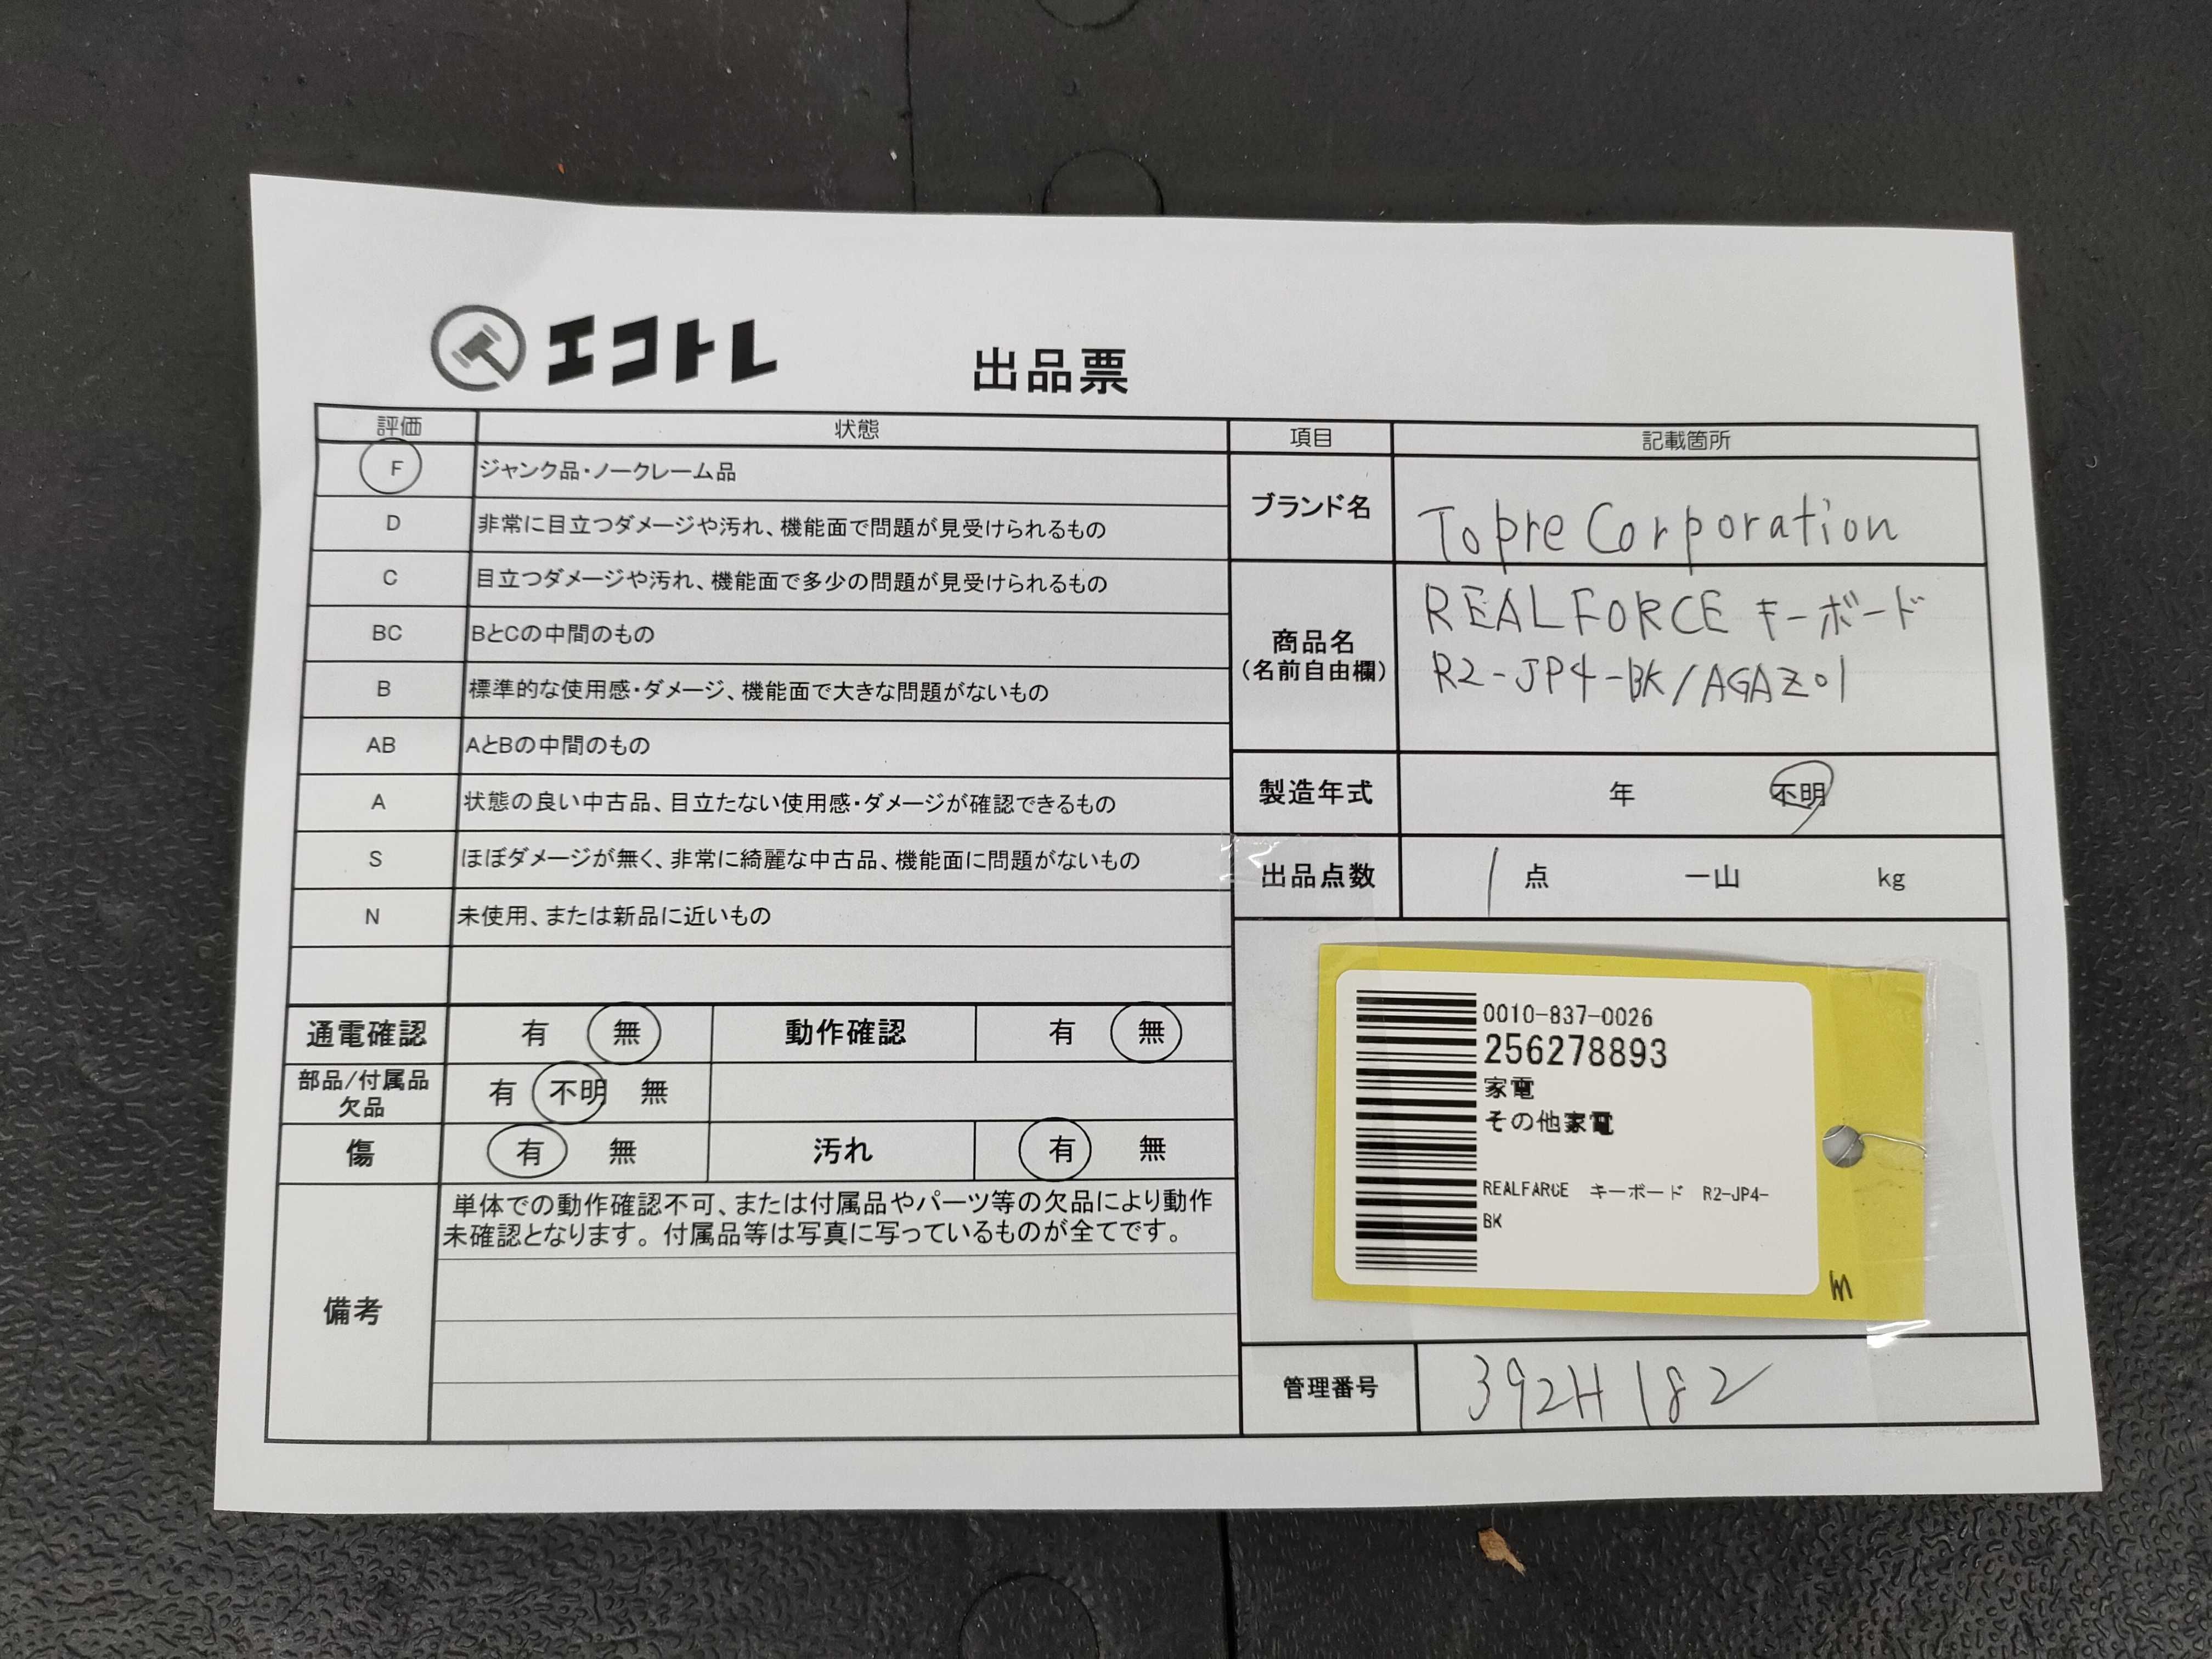 エコトレ
出品票
評価 状態
F ジャンク品・ノークレーム品
D 非常に目立つダメージや汚れ、機能面で問題が見受けられるもの
C 目立つダメージや汚れ、機能面で多少の問題が見受けられるもの
BC BとCの中間のもの
B 標準的な使用感・ダメージ、機能面で大きな問題がないもの
AB AとBの中間のもの
A 状態の良い中古品、目立たない使用感・ダメージが確認できるもの
S ほぼダメージが無く、非常に綺麗な中古品、機能面に問題がないもの
N 未使用、または新品に近いもの
通電確認 有 無 動作確認 有 無
部品/付属品
欠品
有 不明 無
傷 有 無 汚れ 有 無
備考
単体での動作確認不可、または付属品やパーツ等の欠品により動作
未確認となります。付属品等は写真に写っているものが全てです。
項目 記載箇所
ブランド名 Topre Corporation
商品名
(名前自由欄)
REALFORCE キーボード
R2-JP4-BK/AGAZ01
製造年式 年 不明
出品点数 1 点 一山 kg
0010-837-0026
256278893
家電
その他家電
REALFARCE キーボード R2-JP4-
BK
m
管理番号 392H182